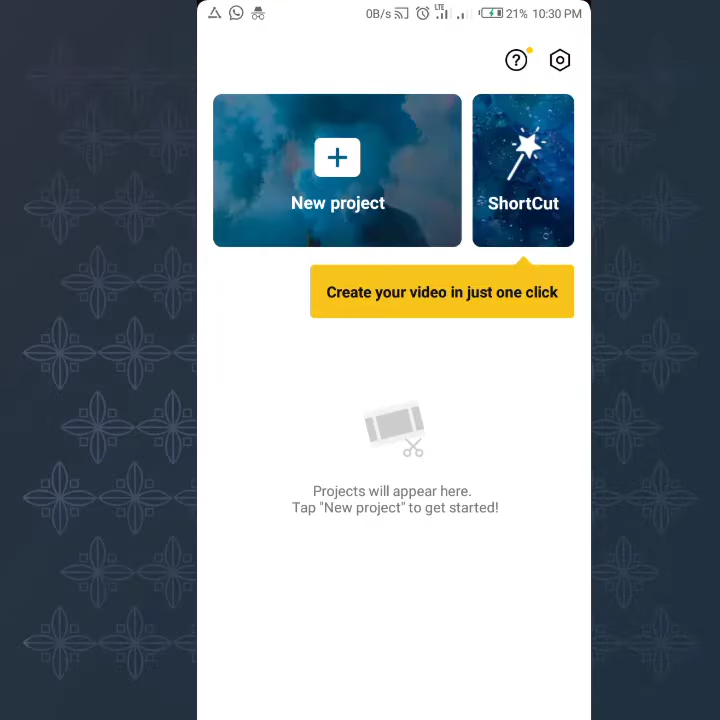 0B/s LTE 21% 10:30 PM
?
New project
ShortCut
Create your video in just one click
Projects will appear here.
Tap "New project" to get started!